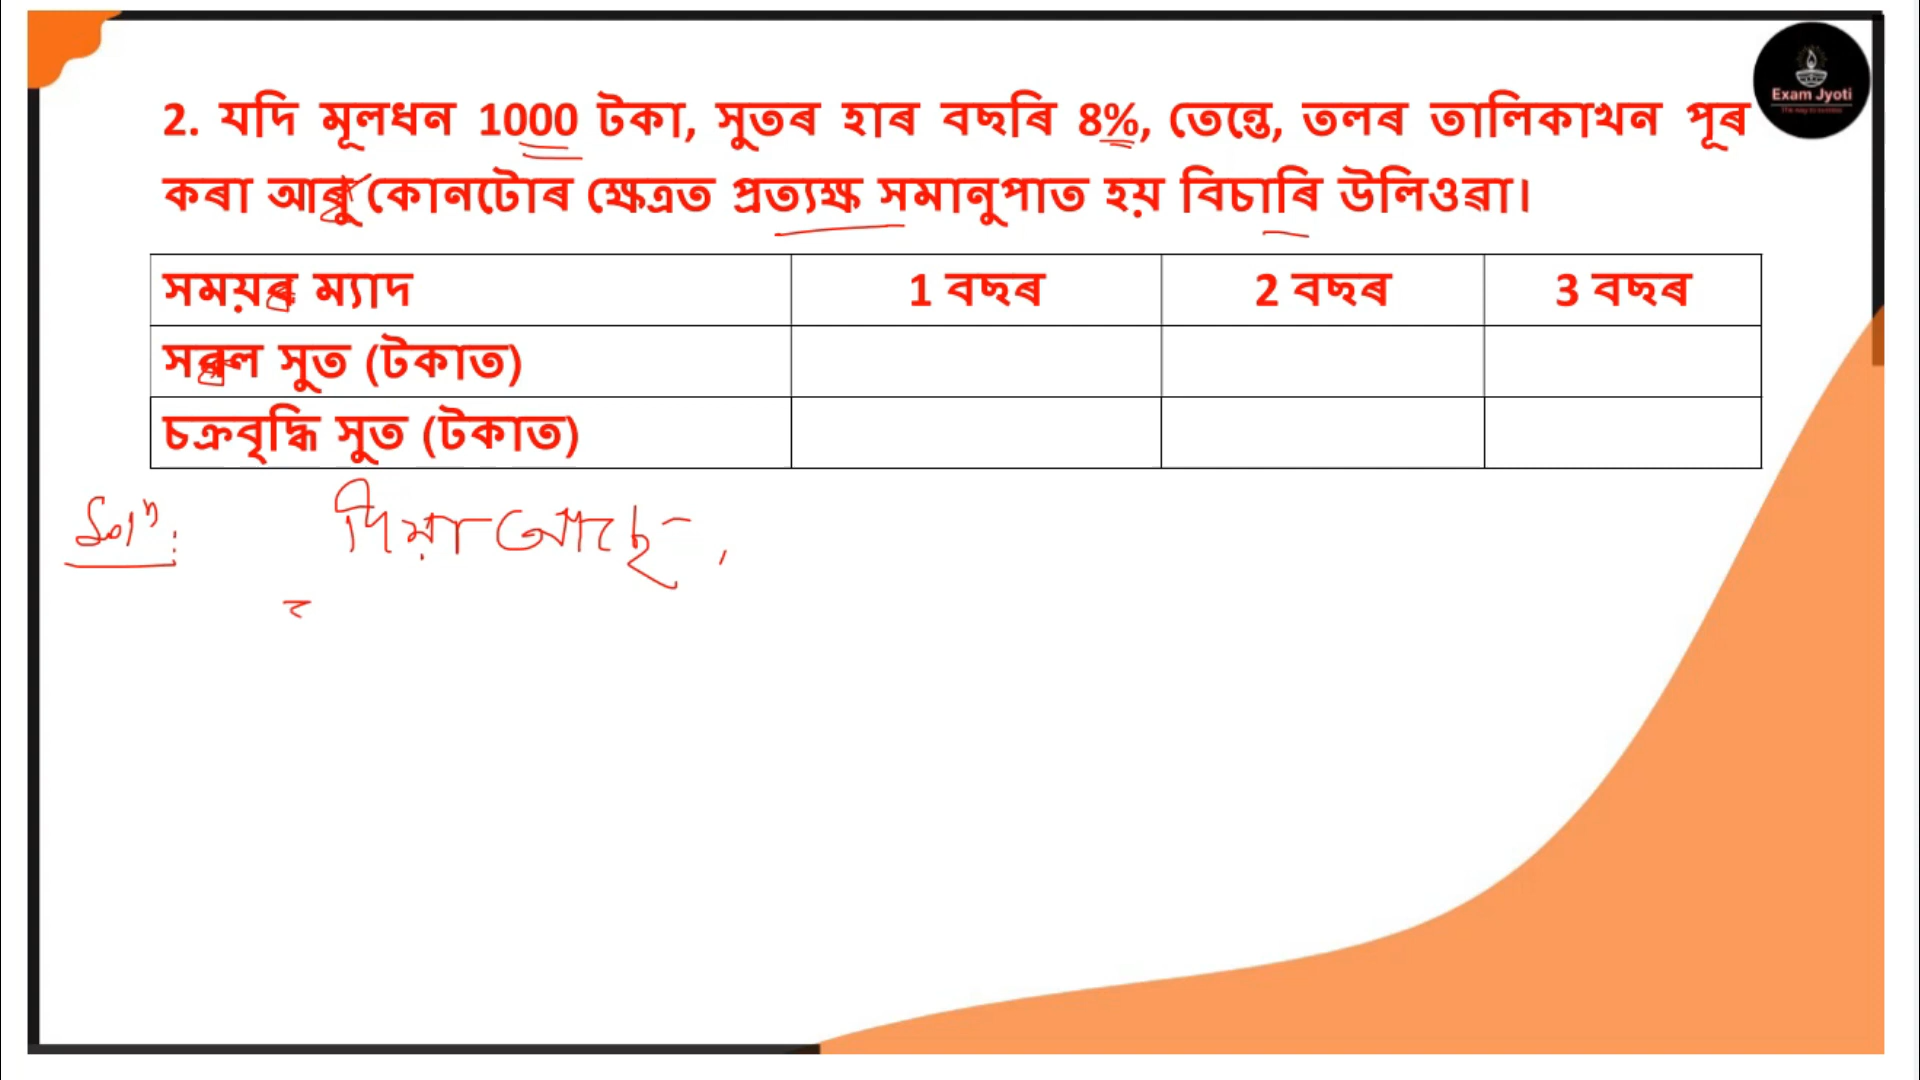 Exam Jyoti
2. যদি মূলধন 1000 টকা, সুতৰ হাৰ বছৰি 8%, তেন্তে, তলৰ তালিকাখন পূৰ
কৰা আৰু কোনটোৰ ক্ষেত্ৰত প্ৰত্যক্ষ সমানুপাত হয় বিচাৰি উলিওৱা।
সময়ৰ ম্যাদ 1 বছৰ 2 বছৰ 3 বছৰ
সৰল সুত (টকাত)
চক্ৰবৃদ্ধি সুত (টকাত)
Solⁿ: দিয়া আছে,